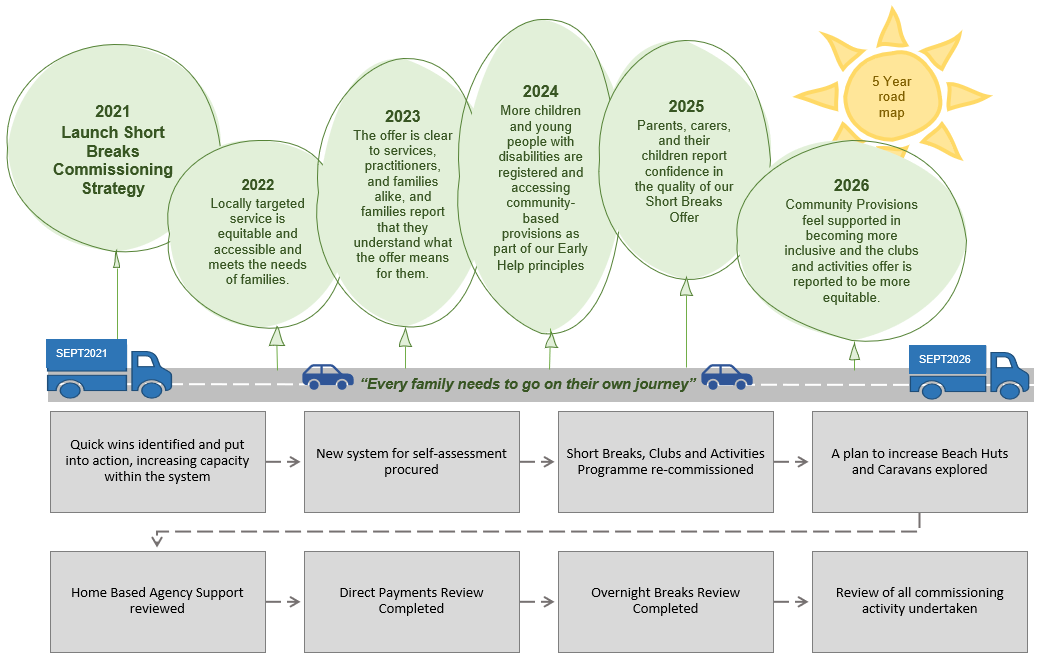 2021
Launch Short
Breaks
Commissioning
Strategy
2022
Locally targeted
service is
equitable and
accessible and
meets the needs
of families.
2023
The offer is clear
to services,
practitioners,
and families
alike, and
families report
that they
understand what
the offer means
for them.
2024
More children
and young
people with
disabilities are
registered and
accessing
community-
based
provisions as
part of our Early
Help principles
2025
Parents, carers,
and their
children report
confidence in
the quality of our
Short Breaks
Offer
5 Year
road
map
2026
Community Provisions
feel supported in
becoming more
inclusive and the clubs
and activities offer is
reported to be more
equitable.
SEPT2021
“Every family needs to go on their own journey”
SEPT2026
Quick wins identified and put
into action, increasing capacity
within the system
New system for self-assessment
procured
Short Breaks, Clubs and Activities
Programme re-commissioned
A plan to increase Beach Huts
and Caravans explored
Home Based Agency Support
reviewed
Direct Payments Review
Completed
Overnight Breaks Review
Completed
Review of all commissioning
activity undertaken